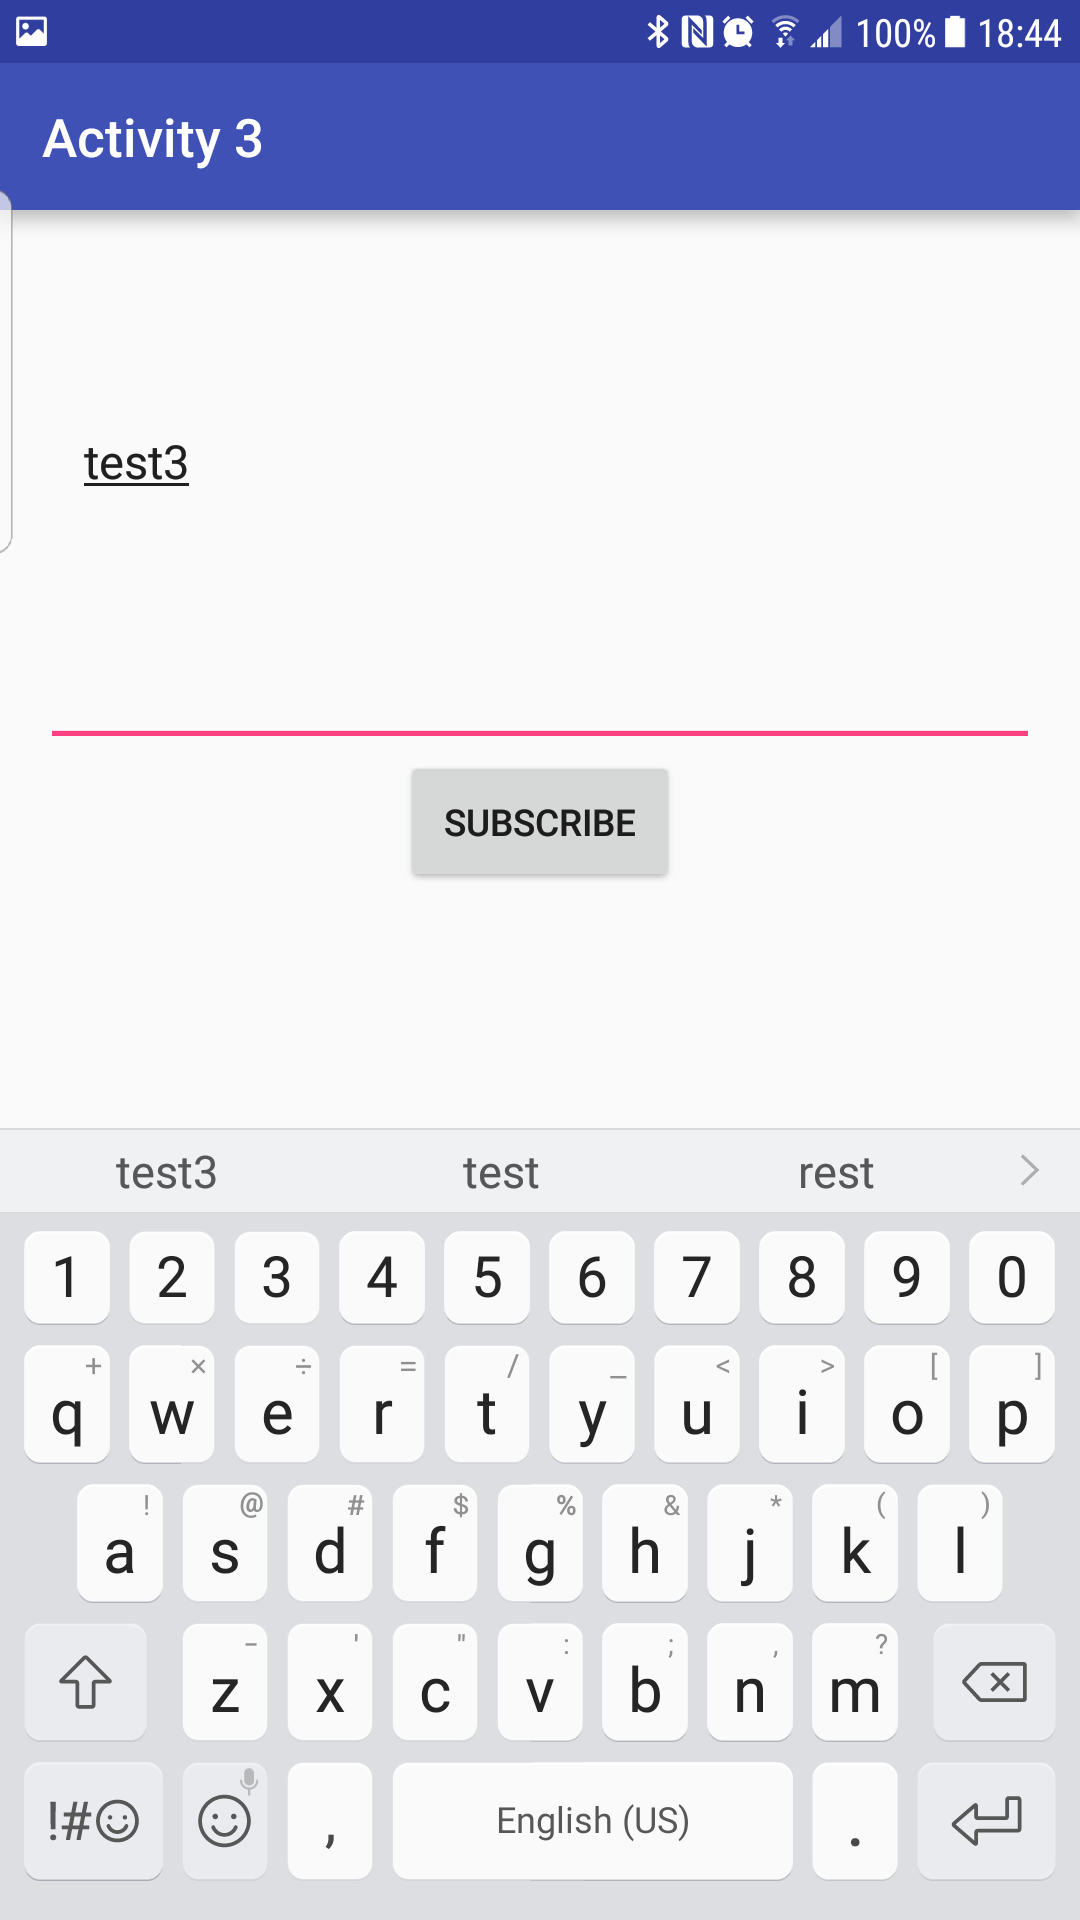 100% 18:44
Activity 3
test3
SUBSCRIBE
test3 test rest
1 2 3 4 5 6 7 8 9 0
+ × ÷ = / _ < > [ ]
q w e r t y u i o p
! @ # $ % & * ( )
a s d f g h j k l
- ' " : ; , ?
z x c v b n m
!#☺ , English (US) .